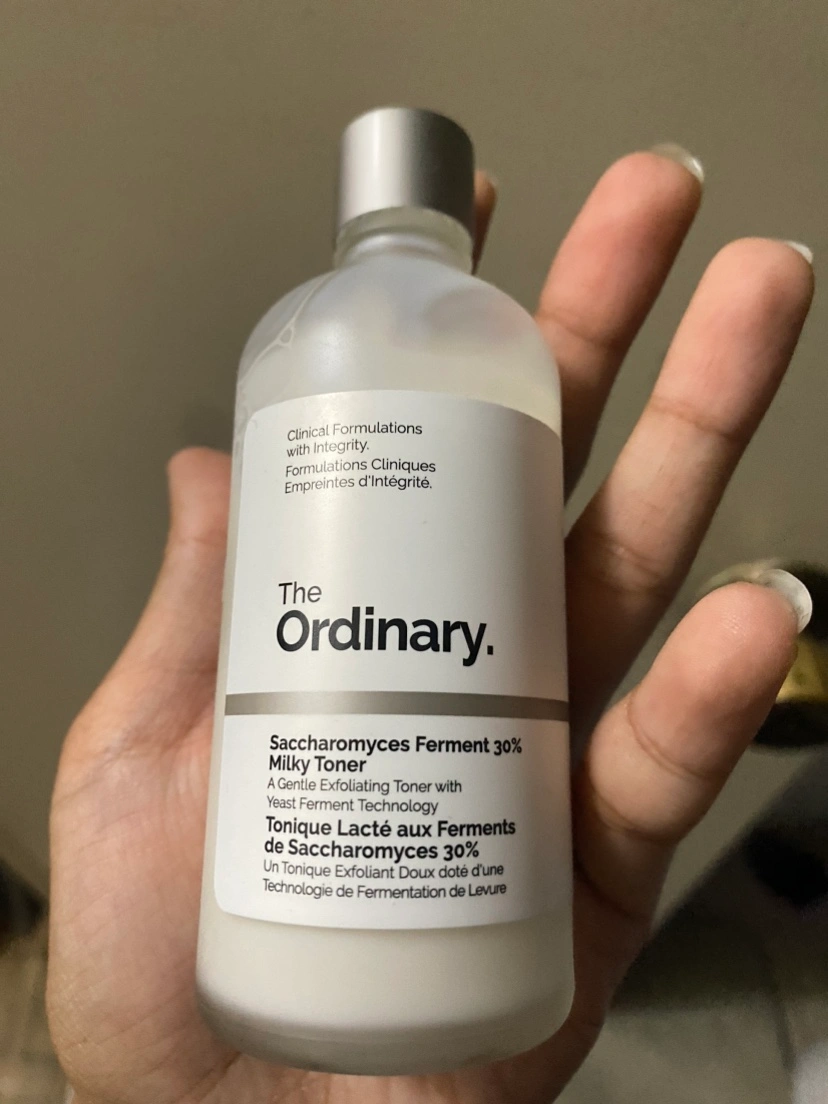 Clinical Formulations
with Integrity.
Formulations Cliniques
Empreintes d'Intégrité.
The
Ordinary.
Saccharomyces Ferment 30%
Milky Toner
A Gentle Exfoliating Toner with
Yeast Ferment Technology
Tonique Lacté aux Ferments
de Saccharomyces 30%
Un Tonique Exfoliant Doux doté d'une
Technologie de Fermentation de Levure